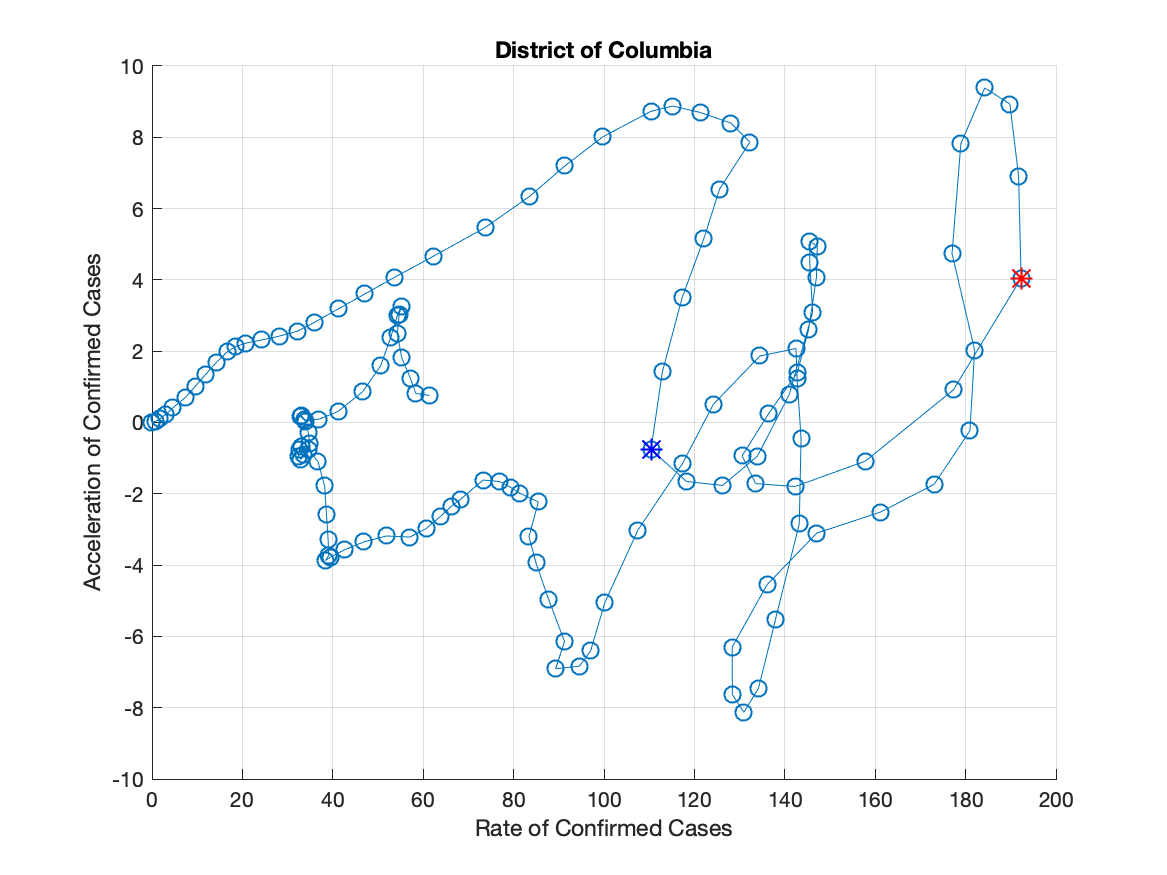 District of Columbia
10
8
6
4
2
0
-2
-4
-6
-8
-10
Acceleration of Confirmed Cases
0 20 40 60 80 100 120 140 160 180 200
Rate of Confirmed Cases